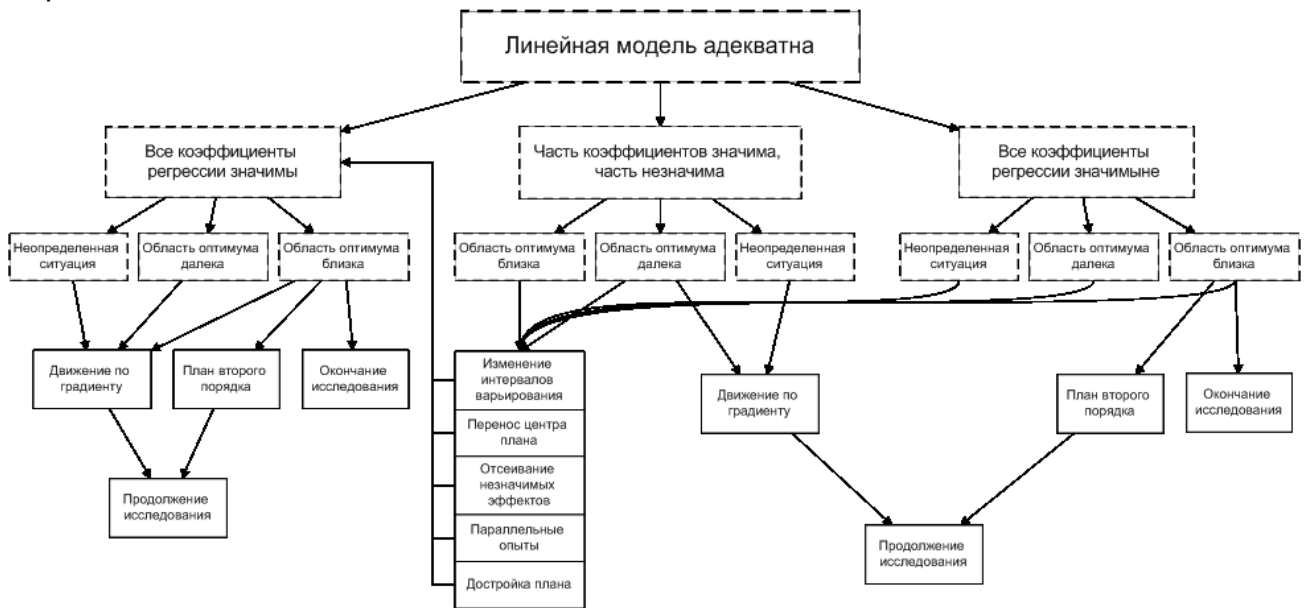 Линейная модель адекватна
Все коэффициенты
регрессии значимы
Часть коэффициентов значима,
часть незначима
Все коэффициенты
регрессии значимыне
Неопределенная
ситуация
Область оптимума
далека
Область оптимума
близка
Область оптимума
близка
Область оптимума
далека
Неопределенная
ситуация
Неопределенная
ситуация
Область оптимума
далека
Область оптимума
близка
Движение по
градиенту
План второго
порядка
Окончание
исследования
Изменение
интервалов
варьирования
Перенос центра
плана
Отсеивание
незначимых
эффектов
Параллельные
опыты
Достройка плана
Движение по
градиенту
План второго
порядка
Окончание
исследования
Продолжение
исследования
Продолжение
исследования